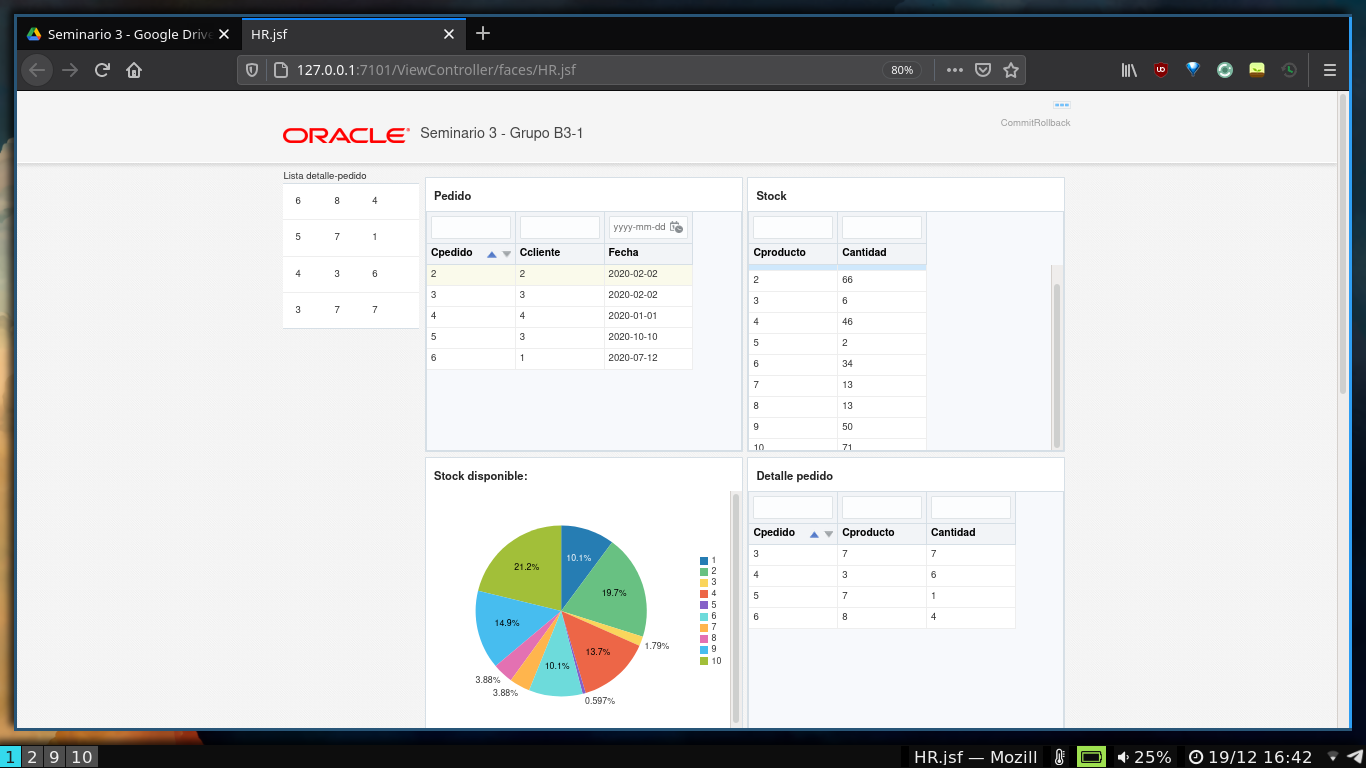 Seminario 3 - Google Drive
HR.jsf
127.0.0.1:7101/ViewController/faces/HR.jsf
80%
CommitRollback
ORACLE Seminario 3 - Grupo B3-1
Lista detalle-pedido
6 8 4
5 7 1
4 3 6
3 7 7
Pedido
yyyy-mm-dd
Cpedido Ccliente Fecha
2 2 2020-02-02
3 3 2020-02-02
4 4 2020-01-01
5 3 2020-10-10
6 1 2020-07-12
Stock
Cproducto Cantidad
2 66
3 6
4 46
5 2
6 34
7 13
8 13
9 50
10 71
Stock disponible:
10.1%
19.7%
1.79%
13.7%
0.597%
10.1%
3.88%
3.88%
14.9%
21.2%
1
2
3
4
5
6
7
8
9
10
Detalle pedido
Cpedido Cproducto Cantidad
3 7 7
4 3 6
5 7 1
6 8 4
1 2 9 10
HR.jsf — Mozill 25% 19/12 16:42